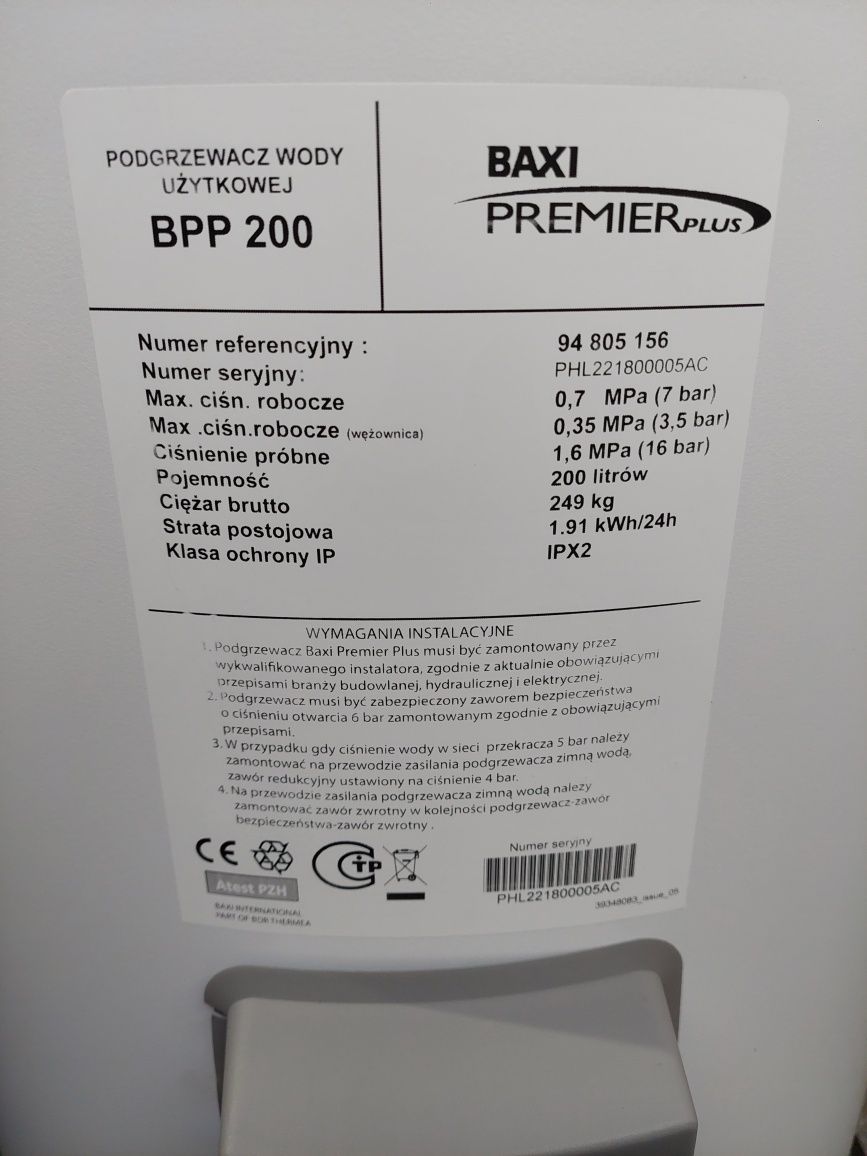 PODGRZEWACZ WODY
UŻYTKOWEJ
BPP 200
BAXI
PREMIER PLUS
Numer referencyjny : 94 805 156
Numer seryjny: PHL221800005AC
Max. ciśn. robocze 0,7 MPa (7 bar)
Max .ciśn.robocze (wężownica) 0,35 MPa (3,5 bar)
Ciśnienie próbne 1,6 MPa (16 bar)
Pojemność 200 litrów
Ciężar brutto 249 kg
Strata postojowa 1.91 kWh/24h
Klasa ochrony IP IPX2
WYMAGANIA INSTALACYJNE
1. Podgrzewacz Baxi Premier Plus musi być zamontowany przez
wykwalifikowanego instalatora, zgodnie z aktualnie obowiązującymi
przepisami branży budowlanej, hydraulicznej i elektrycznej.
2. Podgrzewacz musi być zabezpieczony zaworem bezpieczeństwa
o ciśnieniu otwarcia 6 bar zamontowanym zgodnie z obowiązującymi
przepisami.
3. W przypadku gdy ciśnienie wody w sieci przekracza 5 bar należy
zamontować na przewodzie zasilania podgrzewacza zimną wodą,
zawór redukcyjny ustawiony na ciśnienie 4 bar.
4. Na przewodzie zasilania podgrzewacza zimną wodą nalezy
zamontować zawór zwrotny w kolejności podgrzewacz-zawór
bezpieczeństwa-zawór zwrotny .
CE
Atest PZH
BAXI INTERNATIONAL
PART OF BDR THERMEA
Numer seryjny
PHL221800005AC
39348083_issue_05